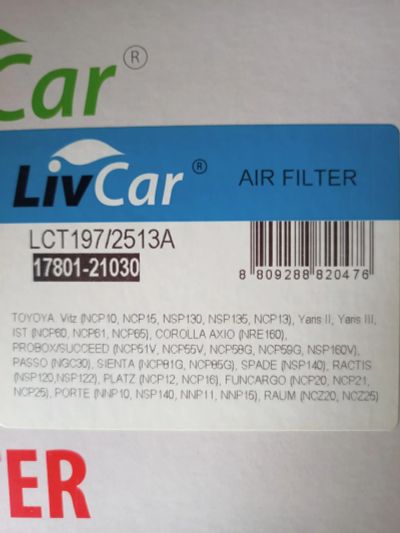 Car ®
LivCar ® AIR FILTER
LCT197/2513A
17801-21030
8 809288 820476
TOYOYA. Vitz (NCP10, NCP15, NSP130, NSP135, NCP13), Yaris II, Yaris III,
IST (NCP60, NCP61, NCP65), COROLLA AXIO (NRE160),
PROBOX/SUCCEED (NCP51V, NCP55V, NCP58G, NCP59G, NSP160V),
PASSO (NGC30), SIENTA (NCP81G, NCP85G), SPADE (NSP140), RACTIS
(NSP120,NSP122), PLATZ (NCP12, NCP16), FUNCARGO (NCP20, NCP21,
NCP25), PORTE (NNP10, NSP140, NNP11, NNP15), RAUM (NCZ20, NCZ25)
TER